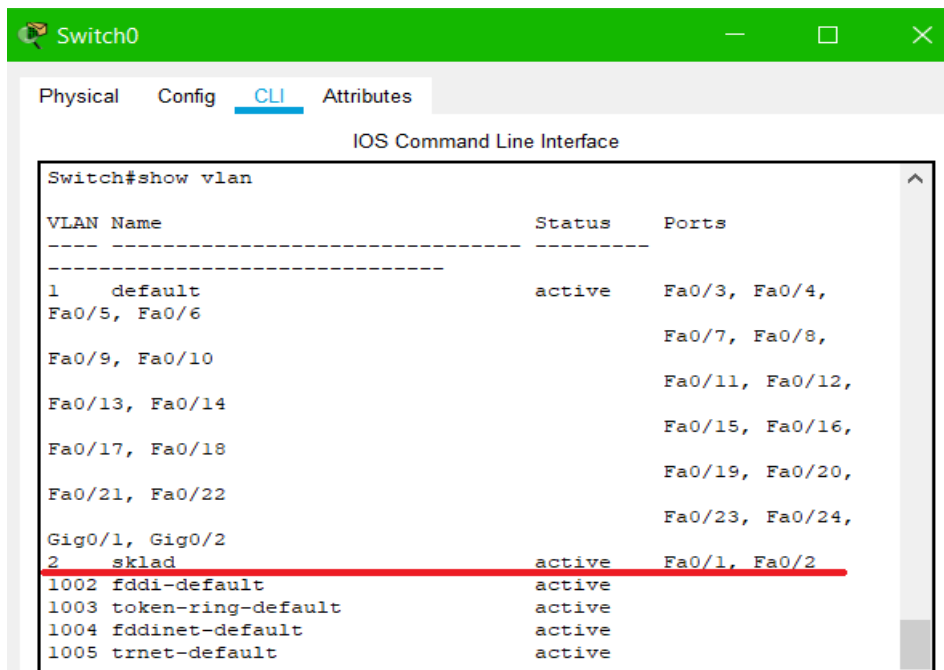 Switch0
Physical Config CLI Attributes
IOS Command Line Interface
Switch#show vlan
VLAN Name Status Ports
---- -------------------------------- ---------
-------------------------------
1 default active Fa0/3, Fa0/4,
Fa0/5, Fa0/6
Fa0/7, Fa0/8,
Fa0/9, Fa0/10
Fa0/11, Fa0/12,
Fa0/13, Fa0/14
Fa0/15, Fa0/16,
Fa0/17, Fa0/18
Fa0/19, Fa0/20,
Fa0/21, Fa0/22
Fa0/23, Fa0/24,
Gig0/1, Gig0/2
2 sklad active Fa0/1, Fa0/2
1002 fddi-default active
1003 token-ring-default active
1004 fddinet-default active
1005 trnet-default active